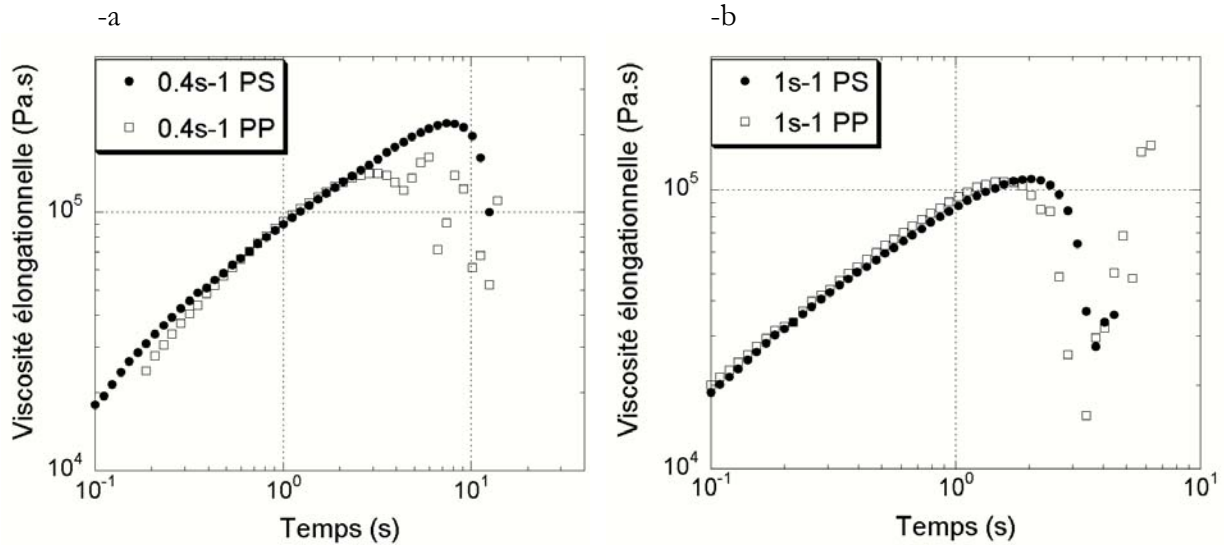 -a
0.4s-1 PS
0.4s-1 PP
Viscosité élongationnelle (Pa.s)
10^5
10^4
10^-1
10^0
10^1
Temps (s)
-b
1s-1 PS
1s-1 PP
Viscosité élongationnelle (Pa.s)
10^5
10^4
10^-1
10^0
10^1
Temps (s)